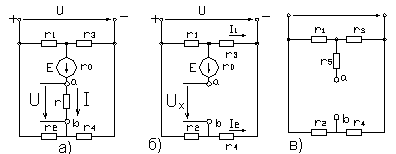 + U − + U −
r1 r3 r1 I1 r3 r1 r3
E r0 E r0 r5
a a a
U r I Ux
b b b
r2 r4 r2 I2 r4 r2 r4
а) б) в)